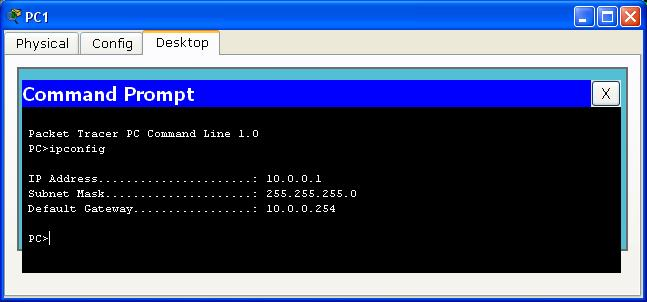 PC1
Physical Config Desktop
Command Prompt X
Packet Tracer PC Command Line 1.0
PC>ipconfig
IP Address......................: 10.0.0.1
Subnet Mask.....................: 255.255.255.0
Default Gateway.................: 10.0.0.254
PC>